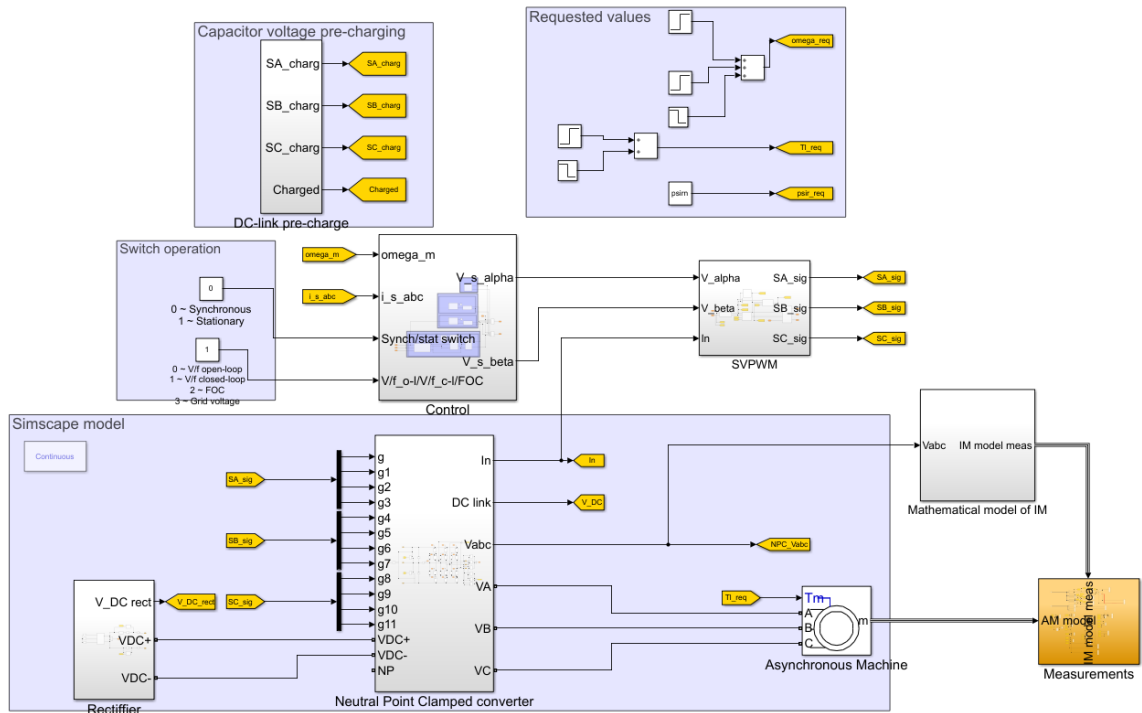 Capacitor voltage pre-charging
SA_charg
SA_charg
SB_charg
SB_charg
SC_charg
SC_charg
Charged
Charged
DC-link pre-charge
Requested values
omega_req
Tl_req
psirn
psir_req
Switch operation
0
0 ~ Synchronous
1 ~ Stationary
1
0 ~ V/f open-loop
1 ~ V/f closed-loop
2 ~ FOC
3 ~ Grid voltage
omega_m
omega_m
i_s_abc
i_s_abc
Synch/stat switch
V/f_o-l/V/f_c-l/FOC
V_s_alpha
V_s_beta
Control
V_alpha
V_beta
In
SA_sig
SB_sig
SC_sig
SA_sig
SB_sig
SC_sig
SVPWM
Simscape model
Continuous
SA_sig
SB_sig
SC_sig
g
g1
g2
g3
g4
g5
g6
g7
g8
g9
g10
g11
VDC+
VDC-
NP
In
DC link
Vabc
VA
VB
VC
Neutral Point Clamped converter
In
V_DC
NPC_Vabc
V_DC rect
VDC+
VDC-
V_DC_rect
Rectiffier
Tl_req
Tm
A
B
C
m
Asynchronous Machine
Vabc
IM model meas
Mathematical model of IM
AM model
IM model meas
Measurements